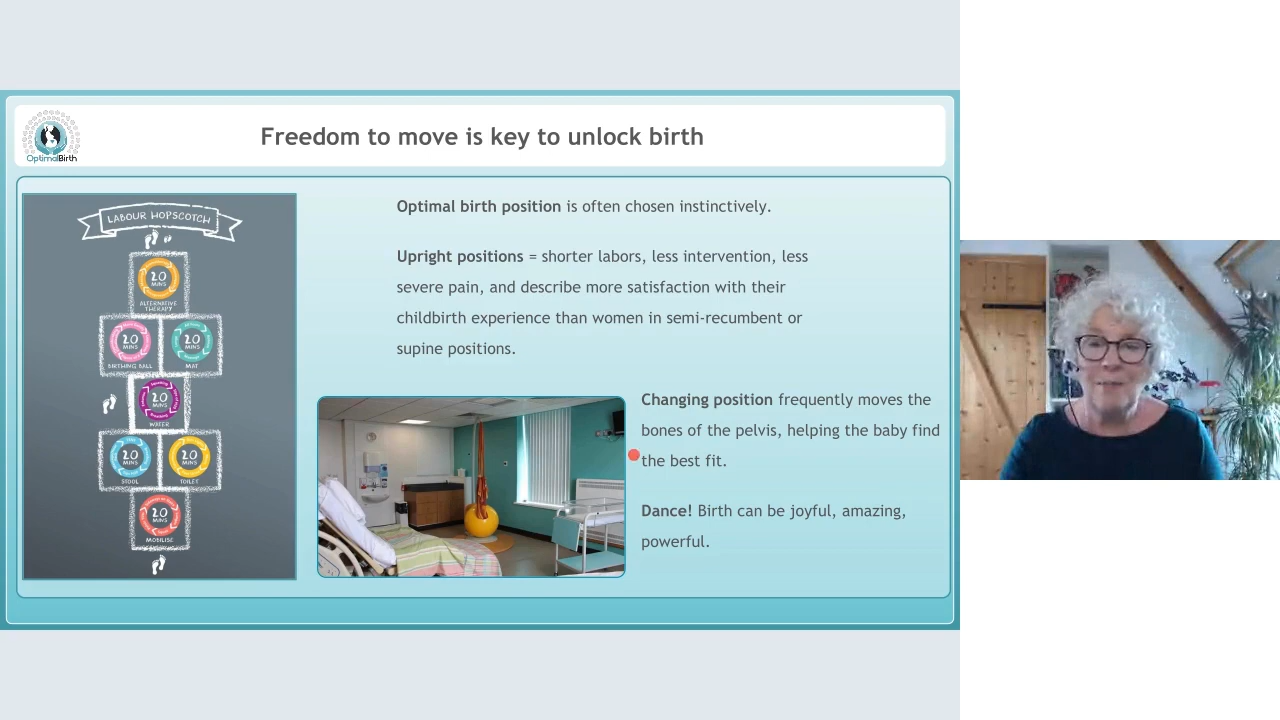 Freedom to move is key to unlock birth
OptimalBirth
LABOUR HOPSCOTCH
20
MINS
ALTERNATIVE
THERAPY
20
MINS
BIRTHING BALL
20
MINS
MAT
20
MINS
WATER
20
MINS
STOOL
20
MINS
TOILET
20
MINS
MOBILISE
Optimal birth position is often chosen instinctively.
Upright positions = shorter labors, less intervention, less
severe pain, and describe more satisfaction with their
childbirth experience than women in semi-recumbent or
supine positions.
Changing position frequently moves the
bones of the pelvis, helping the baby find
the best fit.
Dance! Birth can be joyful, amazing,
powerful.